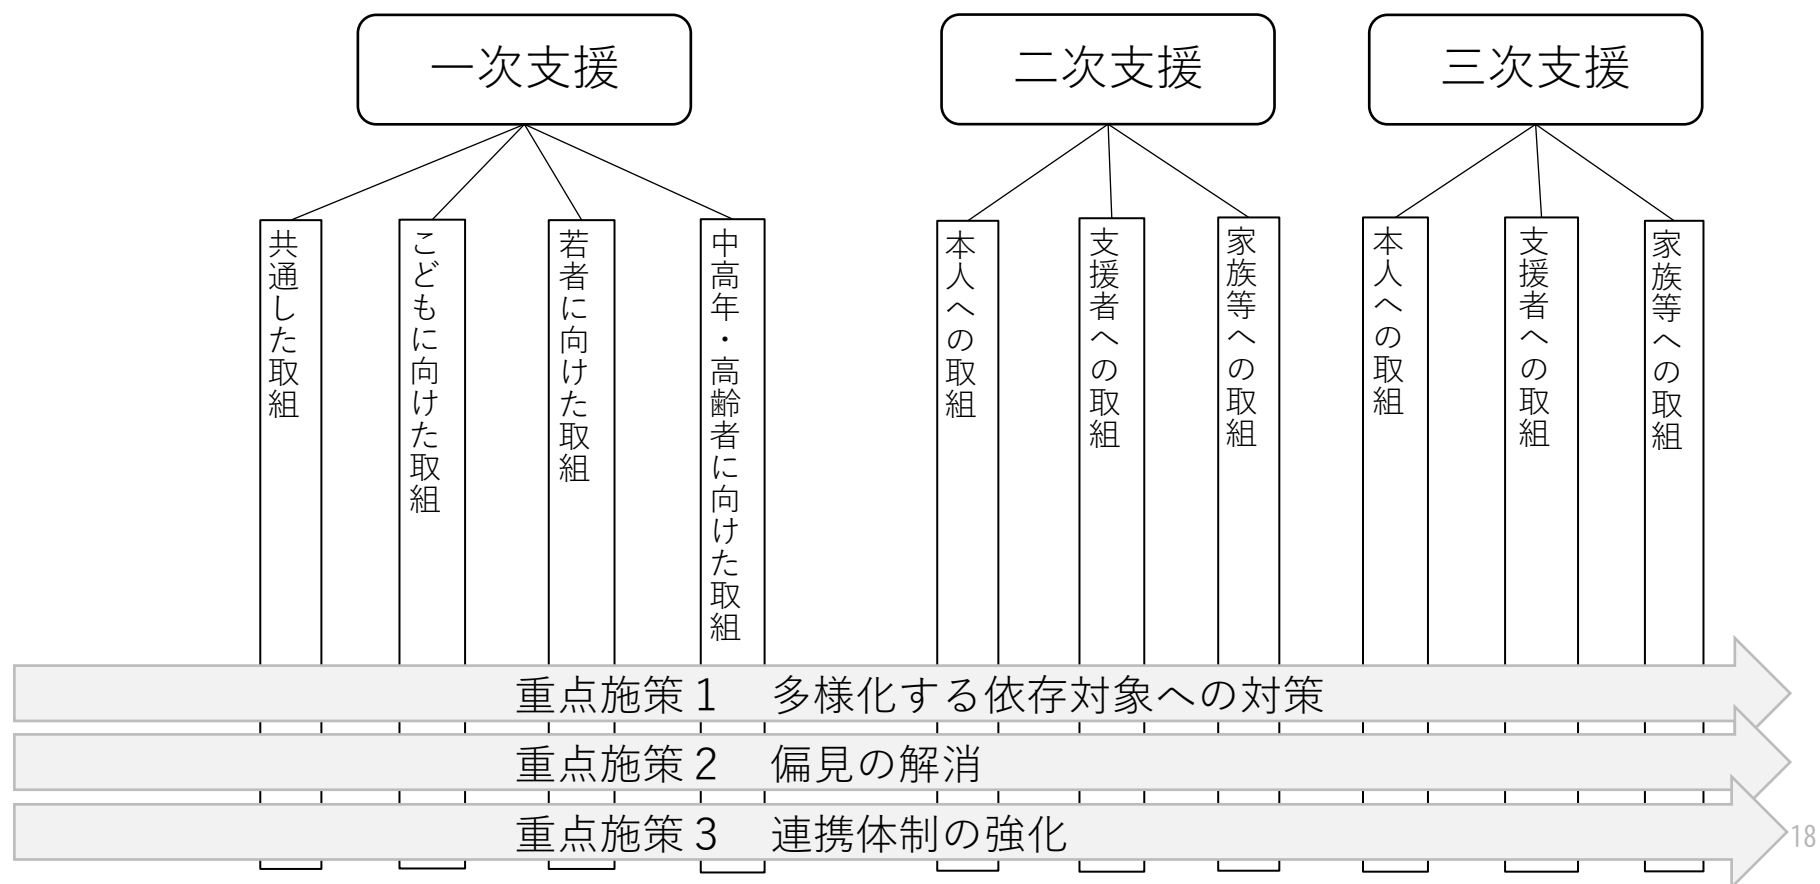 一次支援
二次支援
三次支援
共通した取組
こどもに向けた取組
若者に向けた取組
中高年・高齢者に向けた取組
本人への取組
支援者への取組
家族等への取組
本人への取組
支援者への取組
家族等への取組
重点施策１　多様化する依存対象への対策
重点施策２　偏見の解消
重点施策３　連携体制の強化
18